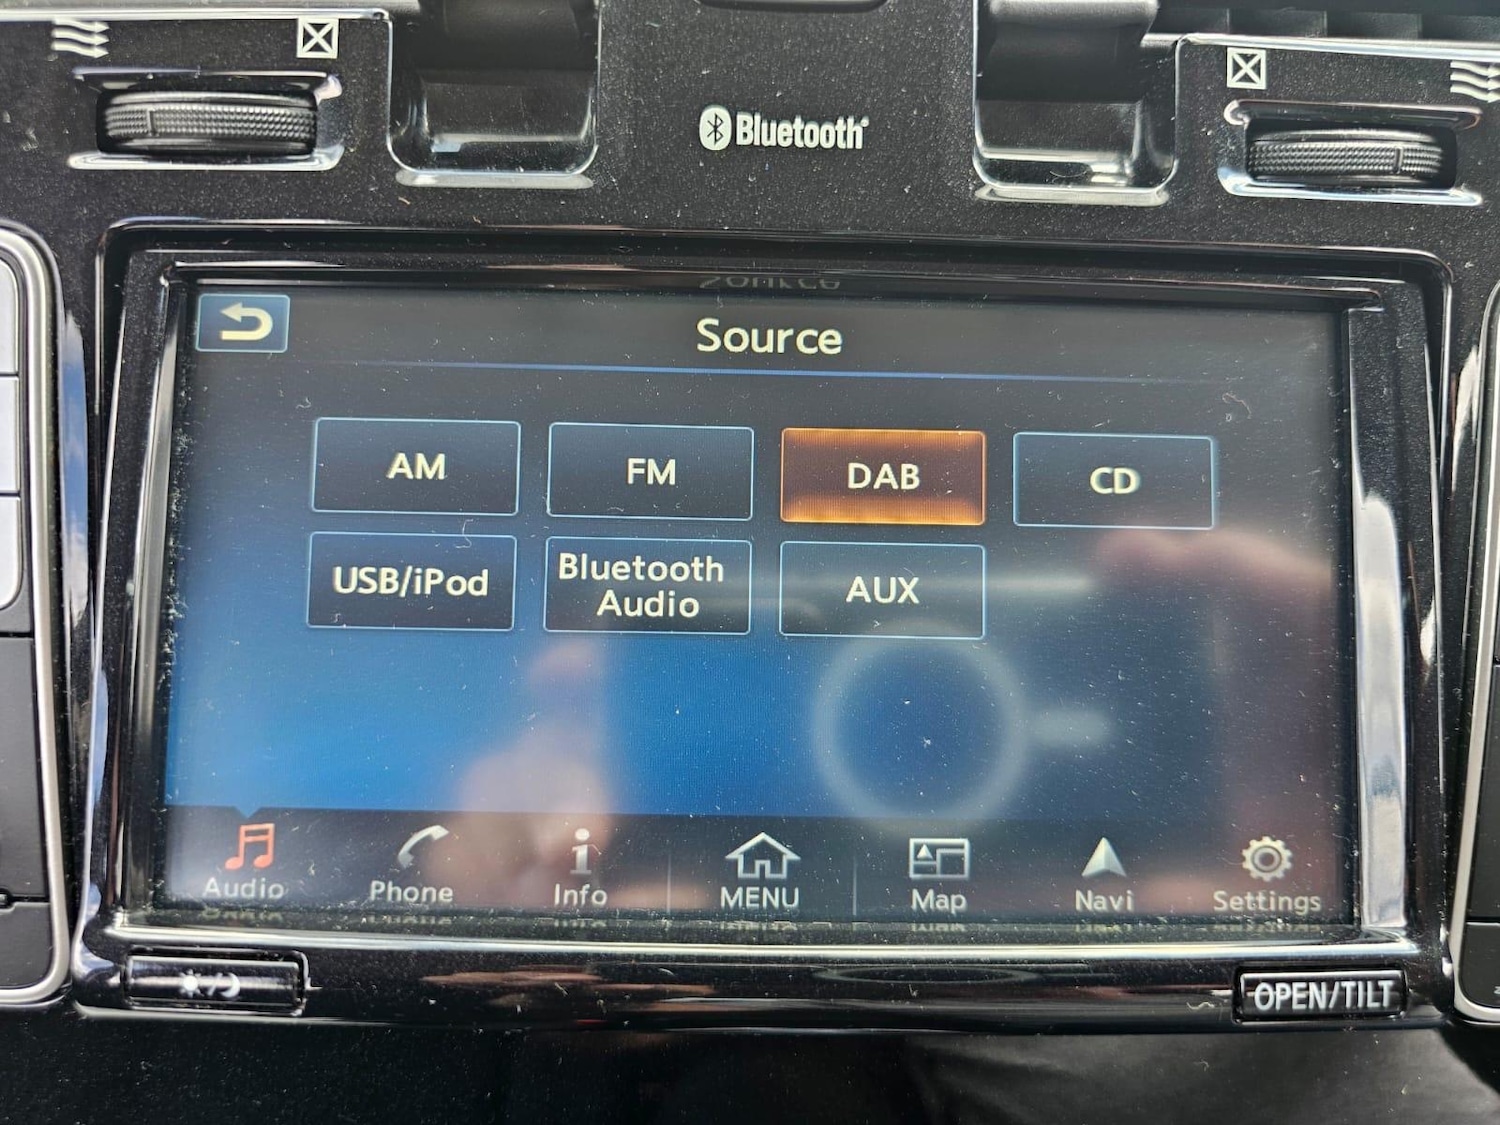 Bluetooth
Source
AM
FM
DAB
CD
USB/iPod
Bluetooth
Audio
AUX
Audio
Phone
Info
MENU
Map
Navi
Settings
OPEN/TILT